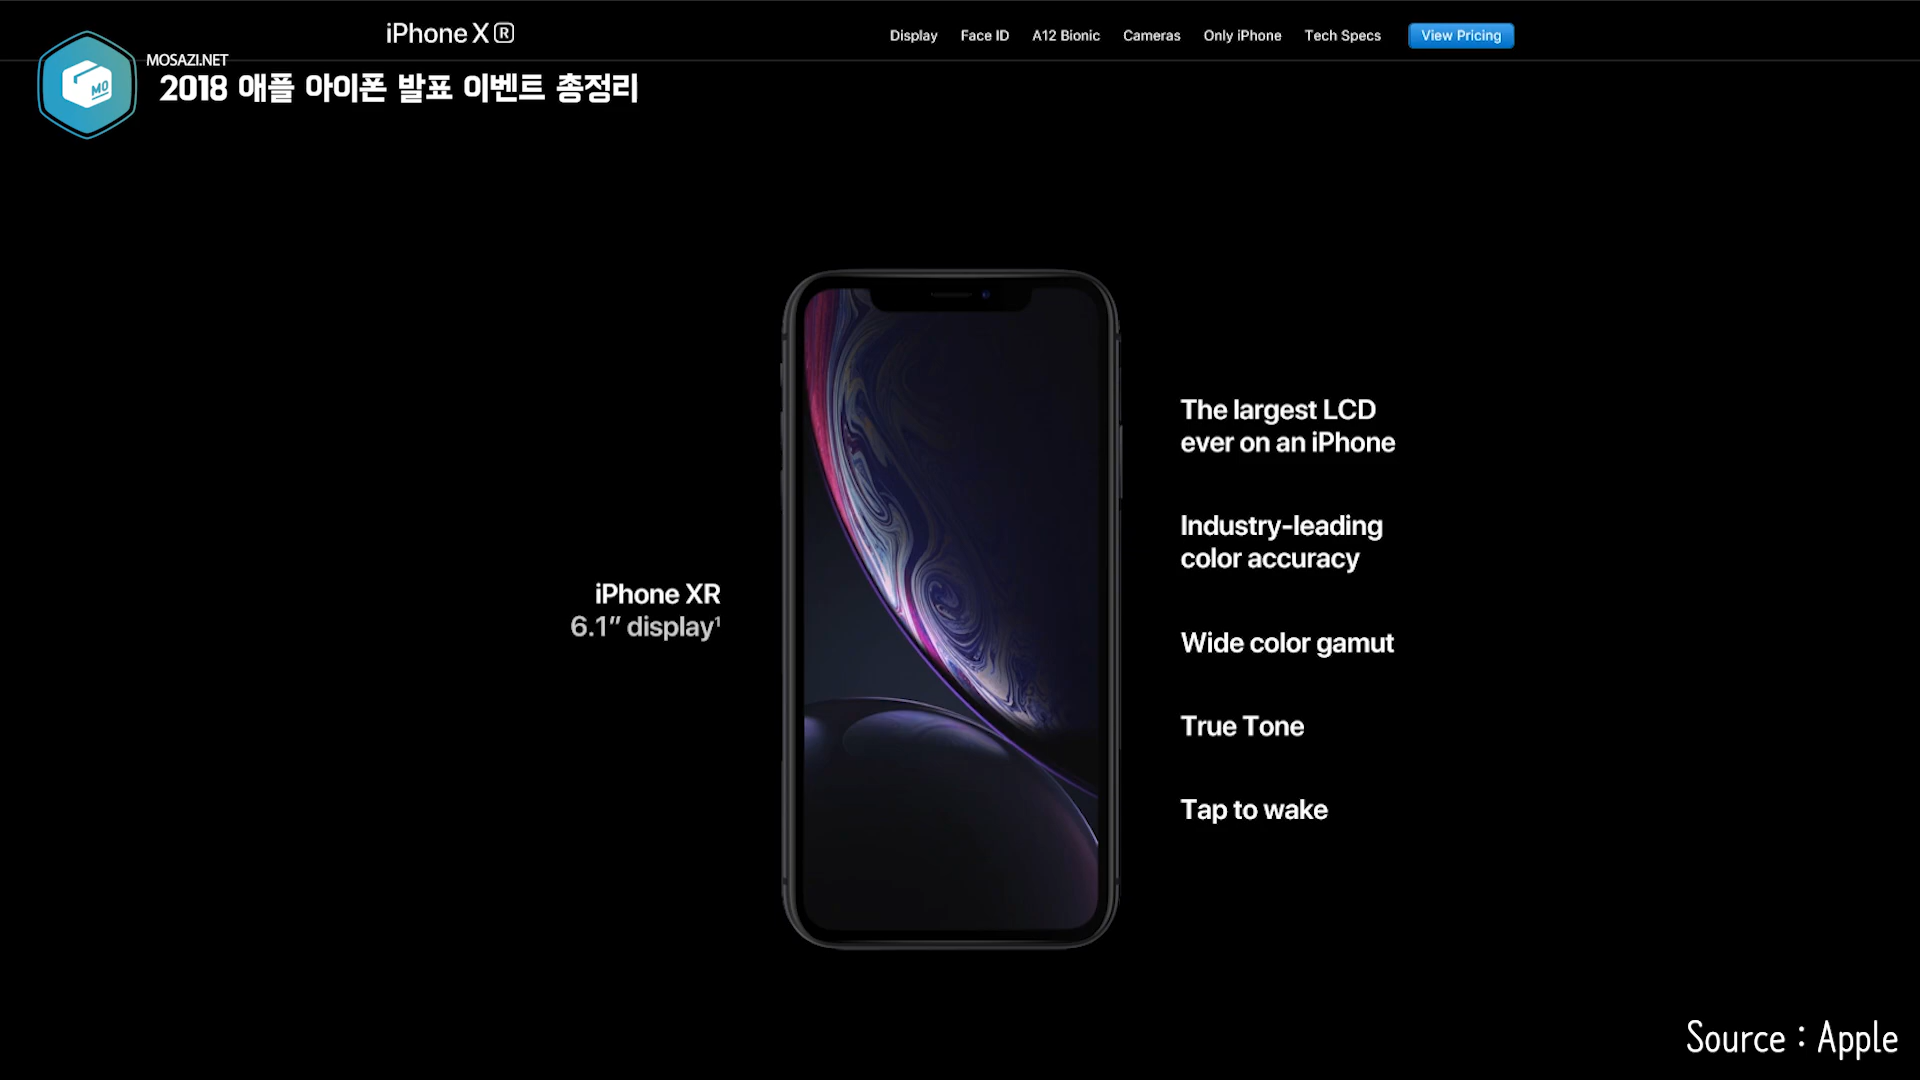 iPhone XR
Display Face ID A12 Bionic Cameras Only iPhone Tech Specs View Pricing
MOSAZI.NET
MO
2018 애플 아이폰 발표 이벤트 총정리
The largest LCD
ever on an iPhone
Industry-leading
color accuracy
iPhone XR
6.1″ display¹
Wide color gamut
True Tone
Tap to wake
Source : Apple